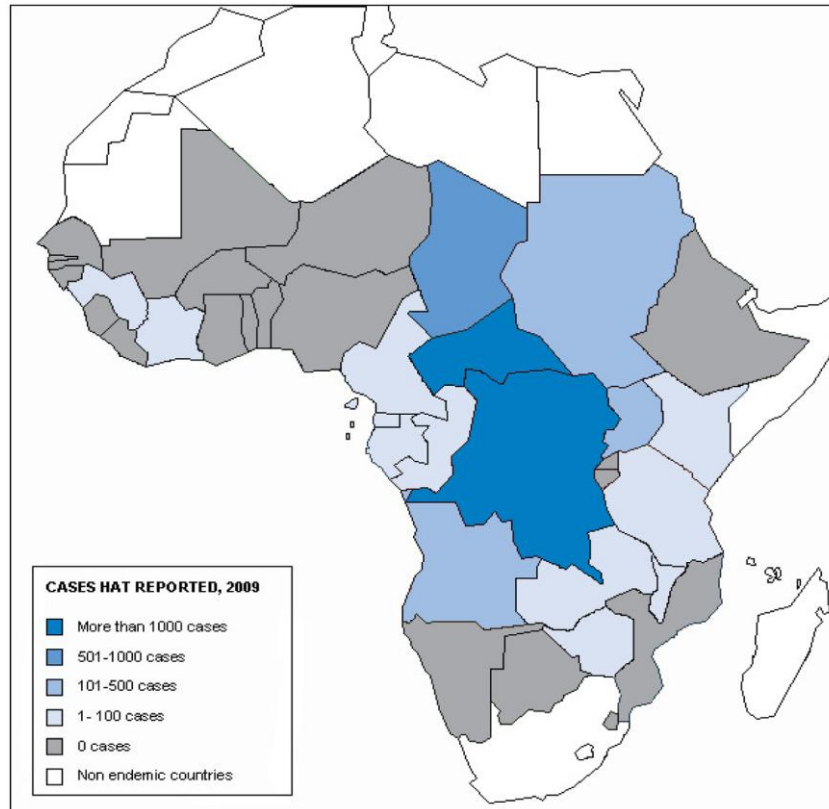 CASES HAT REPORTED, 2009
More than 1000 cases
501-1000 cases
101-500 cases
1- 100 cases
0 cases
Non endemic countries